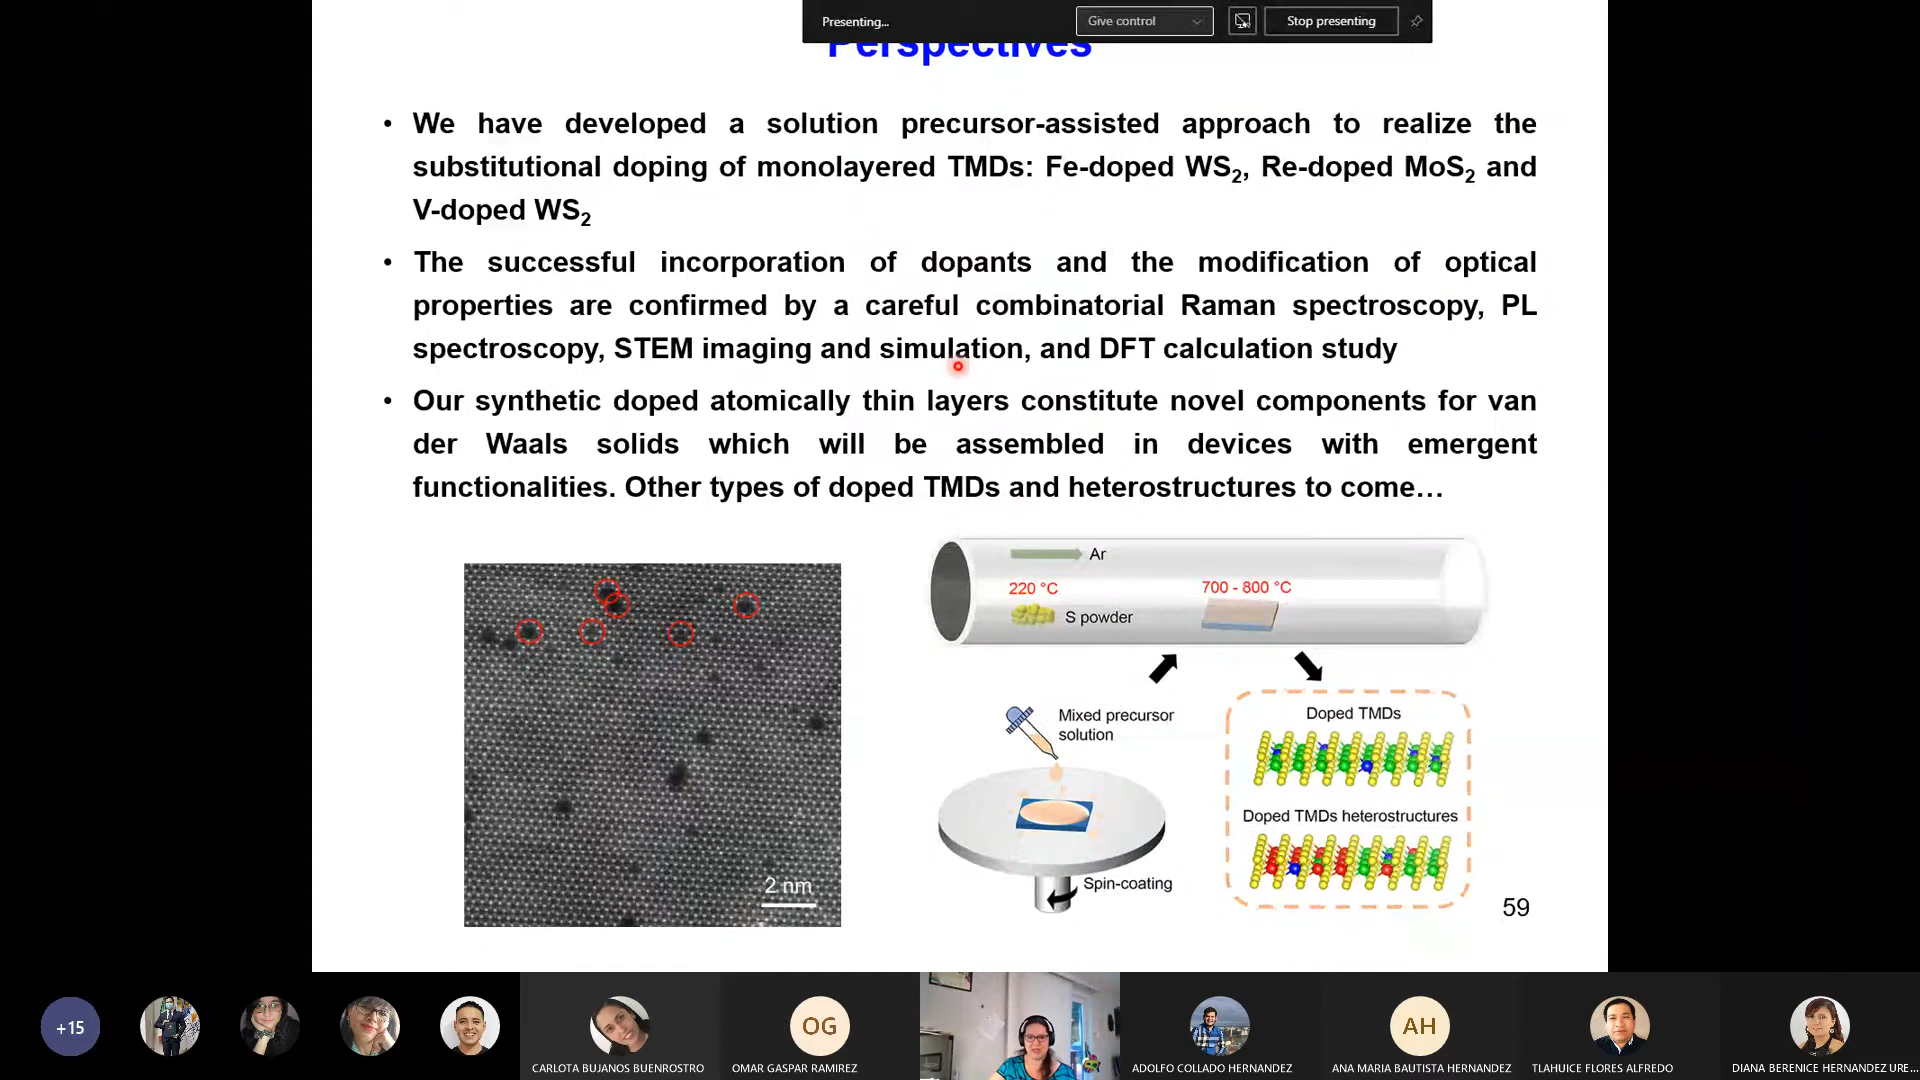 Presenting...
Give control
Stop presenting
Perspectives
• We have developed a solution precursor-assisted approach to realize the
substitutional doping of monolayered TMDs: Fe-doped WS2, Re-doped MoS2 and
V-doped WS2
• The successful incorporation of dopants and the modification of optical
properties are confirmed by a careful combinatorial Raman spectroscopy, PL
spectroscopy, STEM imaging and simulation, and DFT calculation study
• Our synthetic doped atomically thin layers constitute novel components for van
der Waals solids which will be assembled in devices with emergent
functionalities. Other types of doped TMDs and heterostructures to come…
Ar
220 °C
700 - 800 °C
S powder
Mixed precursor
solution
Doped TMDs
Doped TMDs heterostructures
Spin-coating
2 nm
59
+15
OG
AH
CARLOTA BUJANOS BUENROSTRO
OMAR GASPAR RAMIREZ
ADOLFO COLLADO HERNANDEZ
ANA MARIA BAUTISTA HERNANDEZ
TLAHUICE FLORES ALFREDO
DIANA BERENICE HERNANDEZ URE...